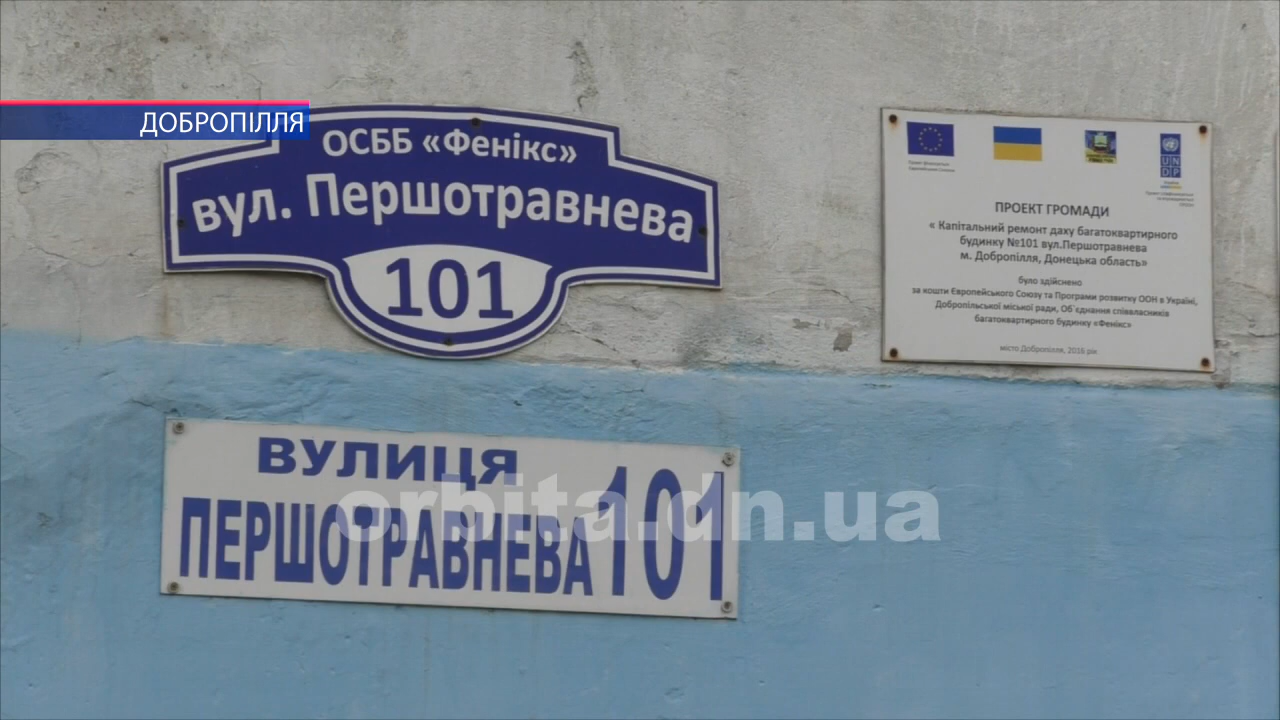 ДОБРОПІЛЛЯ
ОСББ «Фенікс»
вул. Першотравнева
101
ПРОЕКТ ГРОМАДИ
« Капітальний ремонт даху багатоквартирного
будинку №101 вул.Першотравнева
м. Добропілля, Донецька область»
було здійснено
за кошти Європейського Союзу та Програми розвитку ООН в Україні,
Добропільської міської ради, Об'єднання співвласників
багатоквартирного будинку «Фенікс»
місто Добропілля, 2016 рік
UN
DP
ВУЛИЦЯ
ПЕРШОТРАВНЕВА 101
orbita.dn.ua